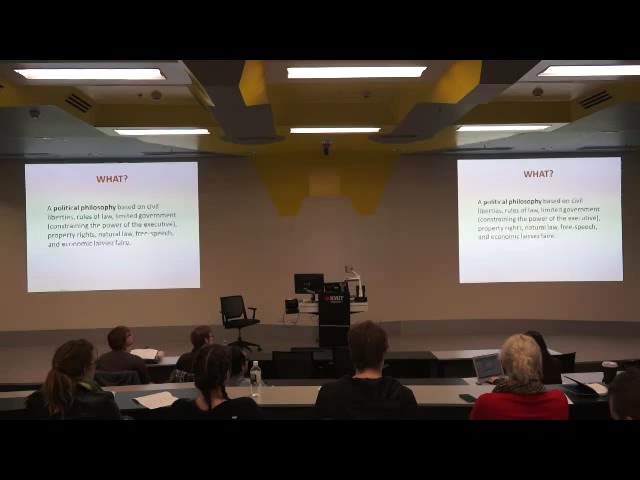 WHAT?
A political philosophy based on civil
liberties, rules of law, limited government
(constraining the power of the executive),
property rights, natural law, free-speech,
and economic laissez faire.
WHAT?
A political philosophy based on civil
liberties, rules of law, limited government
(constraining the power of the executive),
property rights, natural law, free-speech,
and economic laissez faire.
RMIT